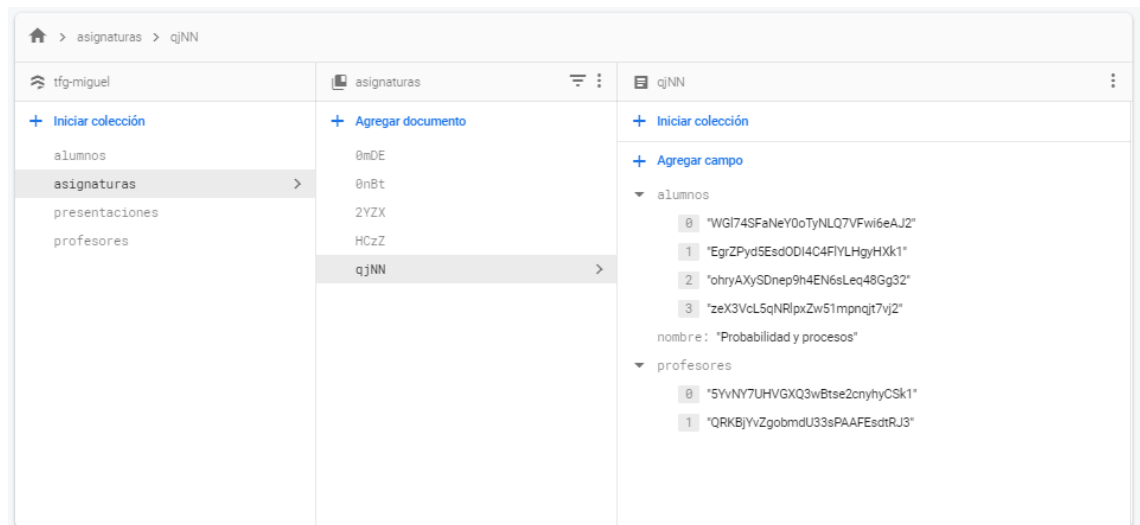 asignaturas > qjNN
tfg-miguel
Iniciar colección
alumnos
asignaturas
presentaciones
profesores
asignaturas
Agregar documento
0mDE
0nBt
2YZX
HCzZ
qjNN
qjNN
Iniciar colección
Agregar campo
alumnos
0 "WGl74SFaNeY0oTyNLQ7VFwi6eAJ2"
1 "EgrZPyd5EsdODI4C4FlYLHgyHXk1"
2 "ohryAXySDnep9h4EN6sLeq48Gg32"
3 "zeX3VcL5qNRlpxZw51mpnqjt7vj2"
nombre: "Probabilidad y procesos"
profesores
0 "5YvNY7UHVGXQ3wBtse2cnyhyCSk1"
1 "QRKBjYvZgobmdU33sPAAFEsdtRJ3"